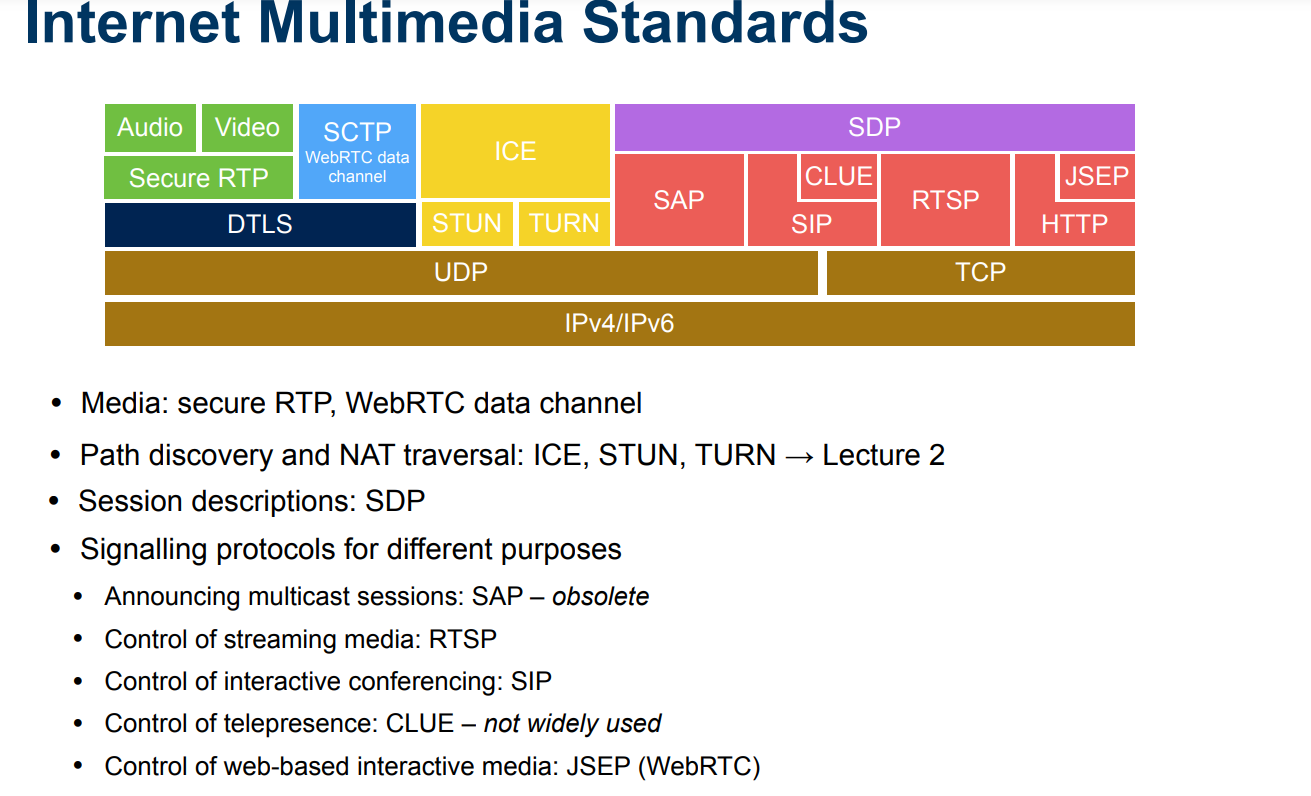 Internet Multimedia Standards
Audio Video SCTP ICE SDP
WebRTC data
channel
Secure RTP SAP CLUE RTSP JSEP
DTLS STUN TURN SIP HTTP
UDP TCP
IPv4/IPv6
• Media: secure RTP, WebRTC data channel
• Path discovery and NAT traversal: ICE, STUN, TURN → Lecture 2
• Session descriptions: SDP
• Signalling protocols for different purposes
• Announcing multicast sessions: SAP – obsolete
• Control of streaming media: RTSP
• Control of interactive conferencing: SIP
• Control of telepresence: CLUE – not widely used
• Control of web-based interactive media: JSEP (WebRTC)